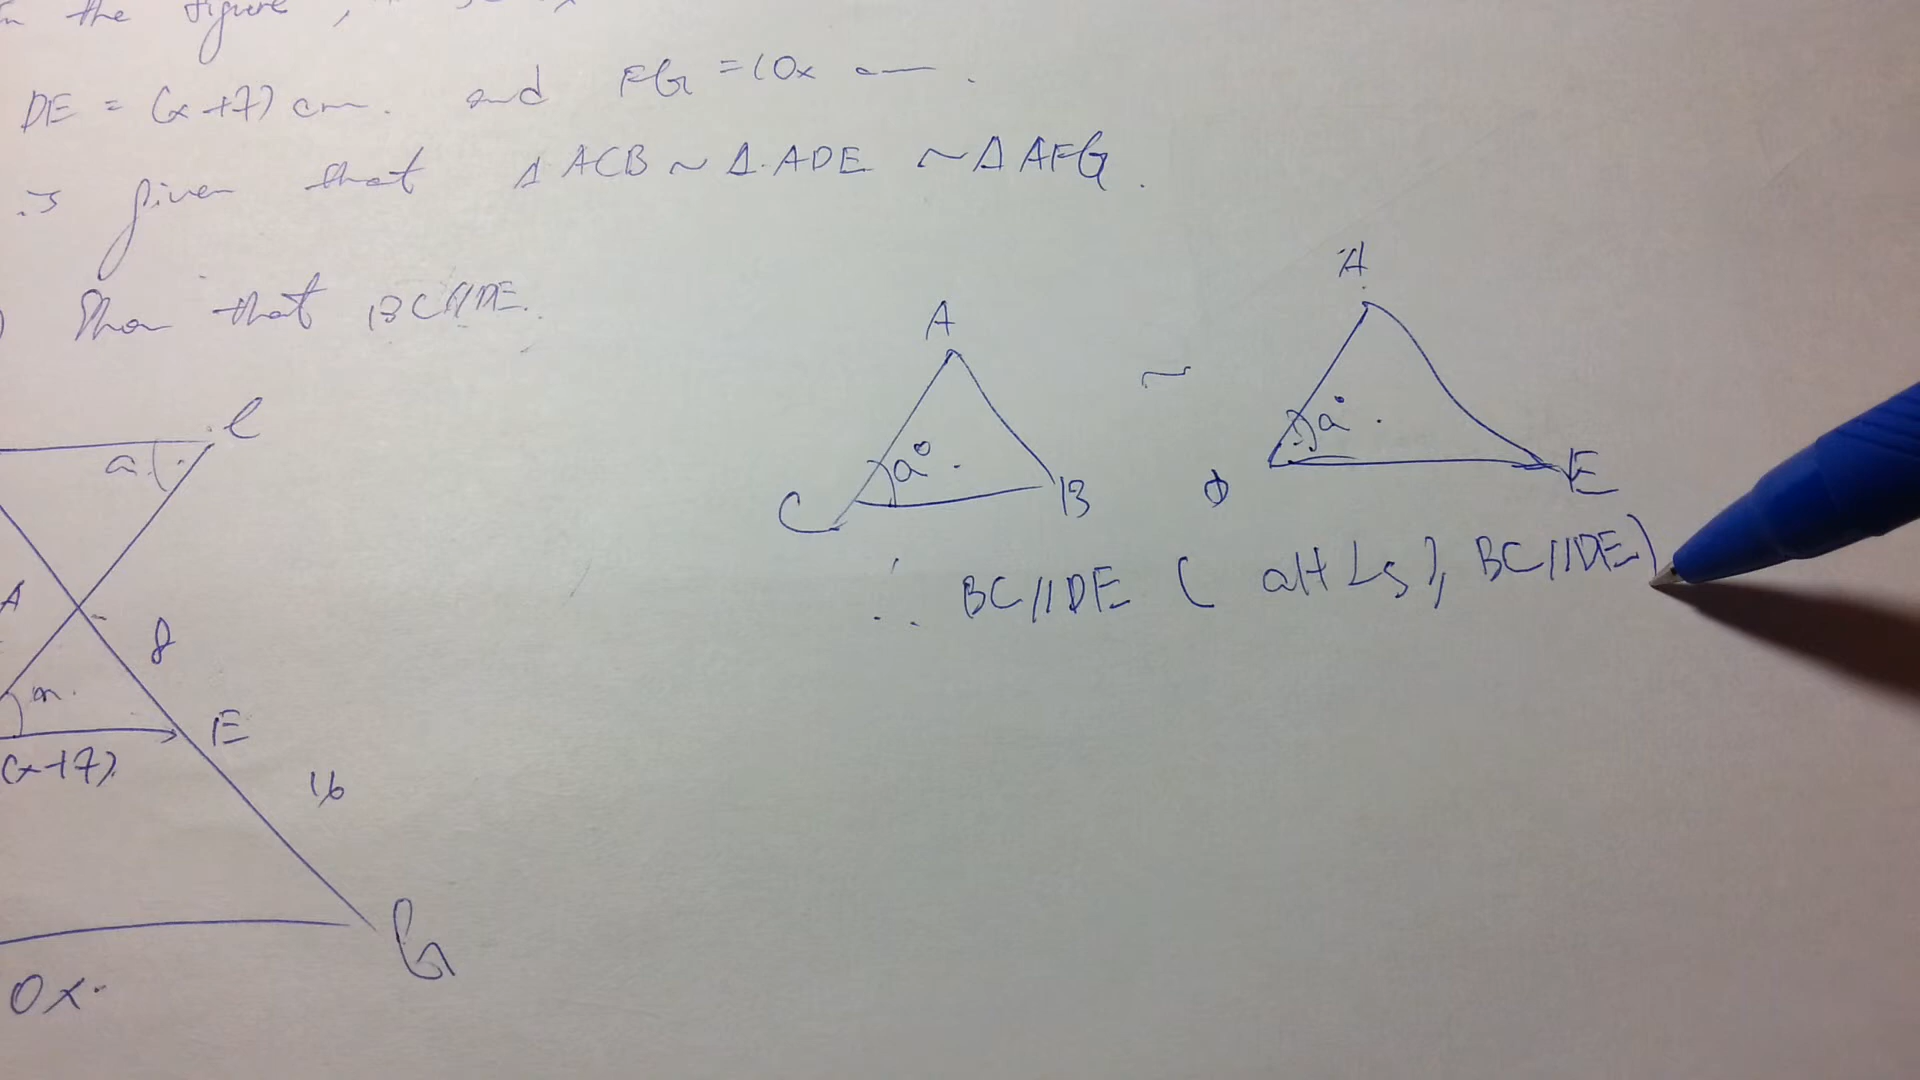 In the figure,
DE = (x+7) cm. and FG = 10x cm.
is given that Δ ACB ~ Δ. ADE ~ Δ AFG.
) Show that BC//DE.
A
A
~
C
a
a°.
a°.
C
B
D
E
∴ BC//DE ( alt ∠s), BC//DE)
A
8
E
(x+7)
16
G
0x.